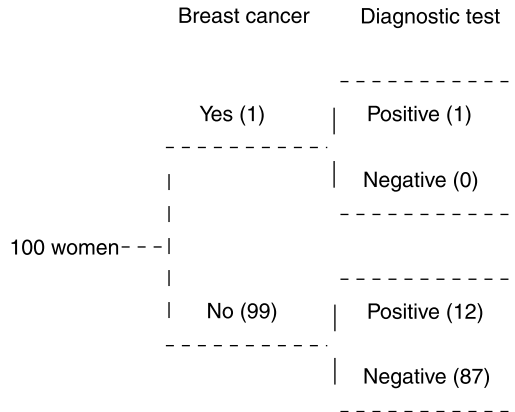 Breast cancer
Diagnostic test
Yes (1)
Positive (1)
Negative (0)
100 women
No (99)
Positive (12)
Negative (87)